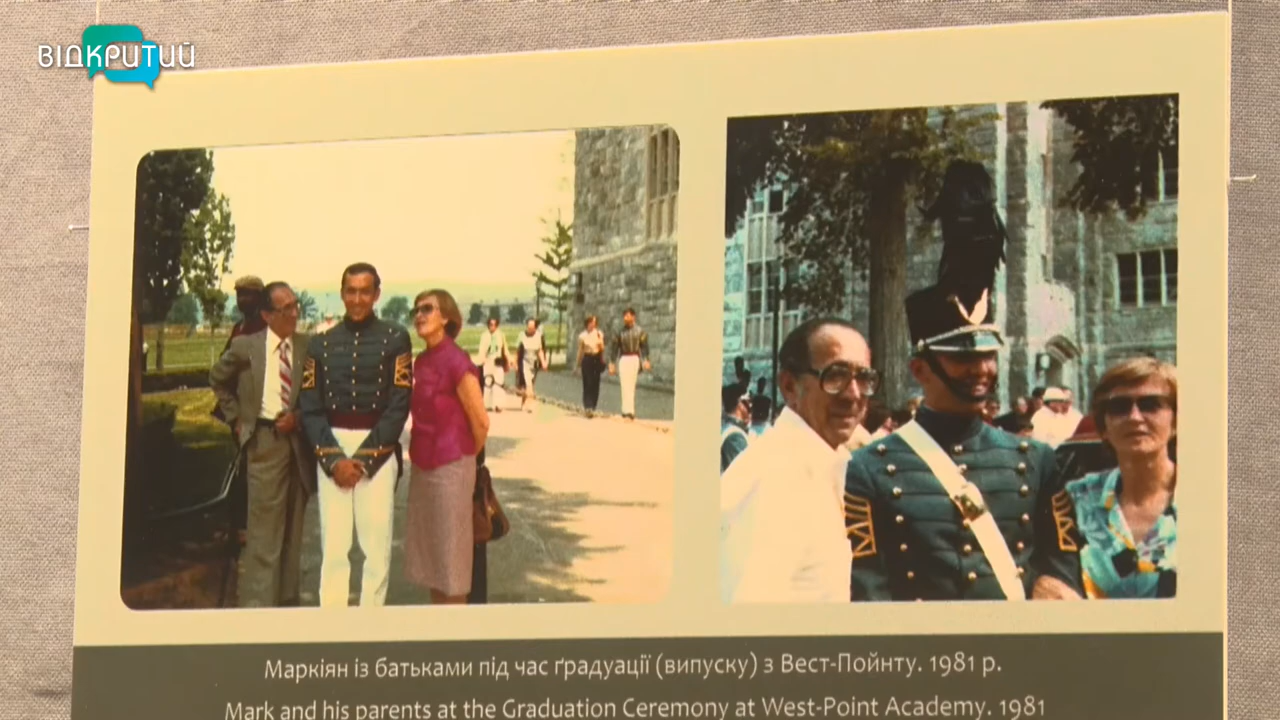 ВІДКРИТИЙ
Маркіян із батьками під час ґрадуації (випуску) з Вест-Пойнту. 1981 р.
Mark and his parents at the Graduation Ceremony at West-Point Academy. 1981